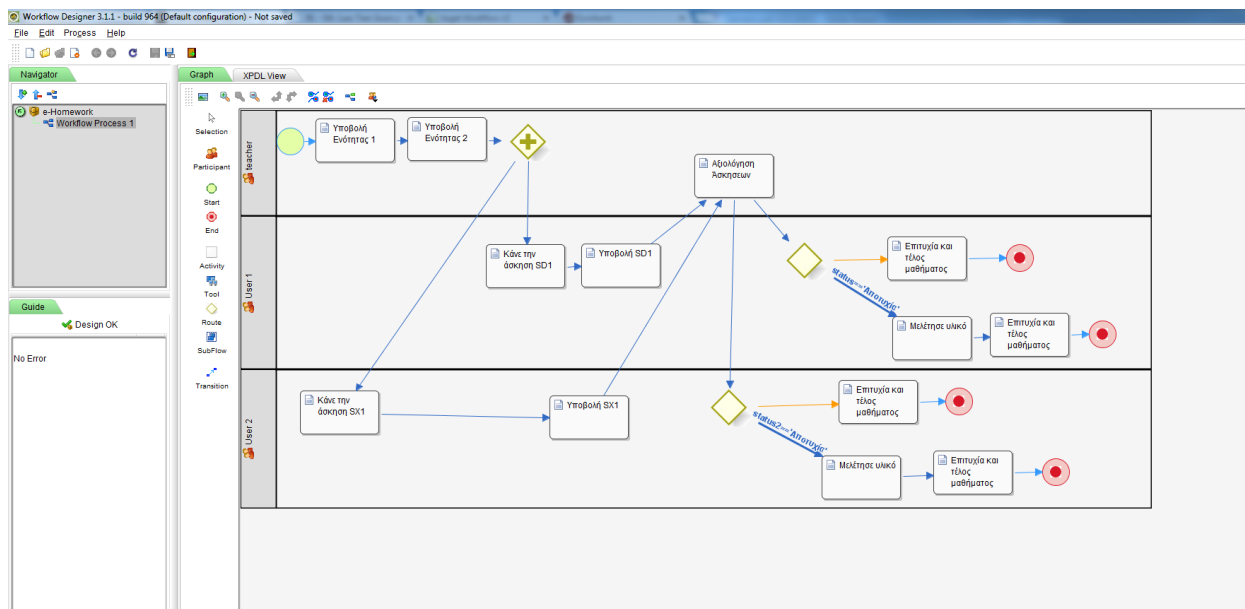 Workflow Designer 3.1.1 - build 964 (Default configuration) - Not saved
File Edit Process Help
Navigator
e-Homework
Workflow Process 1
Guide
Design OK
No Error
Graph
XPDL View
Selection
Participant
Start
End
Activity
Tool
Route
SubFlow
Transition
teacher
Υποβολή
Ενότητας 1
Υποβολή
Ενότητας 2
Αξιολόγηση
Άσκησεων
User 1
Κάνε την
άσκηση SD1
Υποβολή SD1
Επιτυχία και
τέλος
μαθήματος
status=='Αποτυχία'
Μελέτησε υλικό
Επιτυχία και
τέλος
μαθήματος
User 2
Κάνε την
άσκηση SX1
Υποβολή SX1
Επιτυχία και
τέλος
μαθήματος
status2=='Αποτυχία'
Μελέτησε υλικό
Επιτυχία και
τέλος
μαθήματος